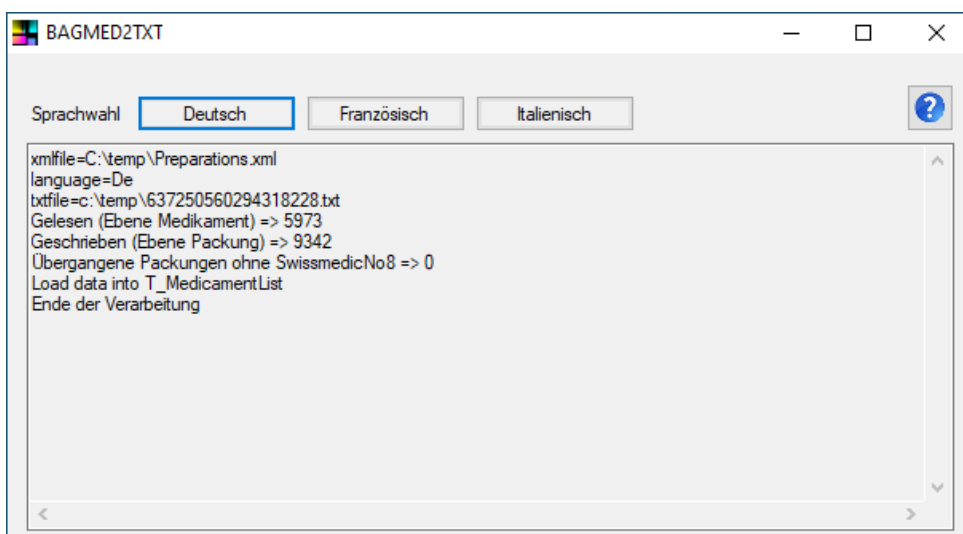 BAGMED2TXT
Sprachwahl Deutsch Französisch Italienisch ?
xmlfile=C:\temp\Preparations.xml
language=De
txtfile=c:\temp\637250560294318228.txt
Gelesen (Ebene Medikament) => 5973
Geschrieben (Ebene Packung) => 9342
Übergangene Packungen ohne SwissmedicNo8 => 0
Load data into T_MedicamentList
Ende der Verarbeitung